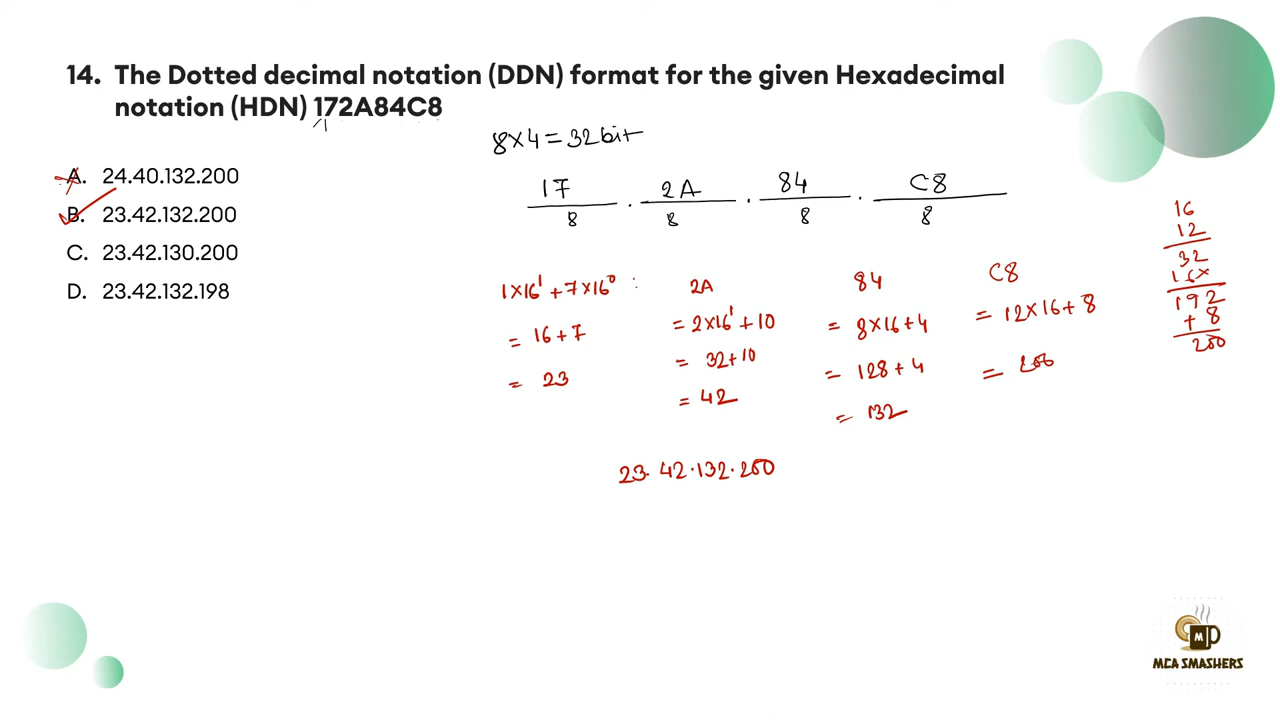 14. The Dotted decimal notation (DDN) format for the given Hexadecimal
notation (HDN) 172A84C8
8×4=32bit
A. 24.40.132.200
B. 23.42.132.200
C. 23.42.130.200
D. 23.42.132.198
17 . 2A . 84 . C8
8 8 8 8
1×16¹+7×16⁰ :
= 16+7
= 23
2A
= 2×16¹+10
= 32+10
= 42
84
= 8×16+4
= 128+4
= 132
C8
= 12×16+8
= 200
16
12
32
16×
192
+ 8
200
23.42.132.200
M
MCA SMASHERS